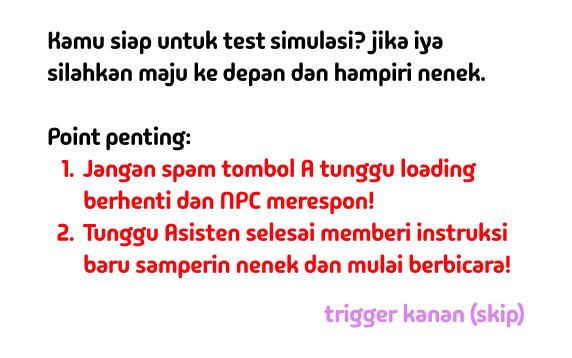 Kamu siap untuk test simulasi? jika iya
silahkan maju ke depan dan hampiri nenek.
Point penting:
1. Jangan spam tombol A tunggu loading
berhenti dan NPC merespon!
2. Tunggu Asisten selesai memberi instruksi
baru samperin nenek dan mulai berbicara!
trigger kanan (skip)